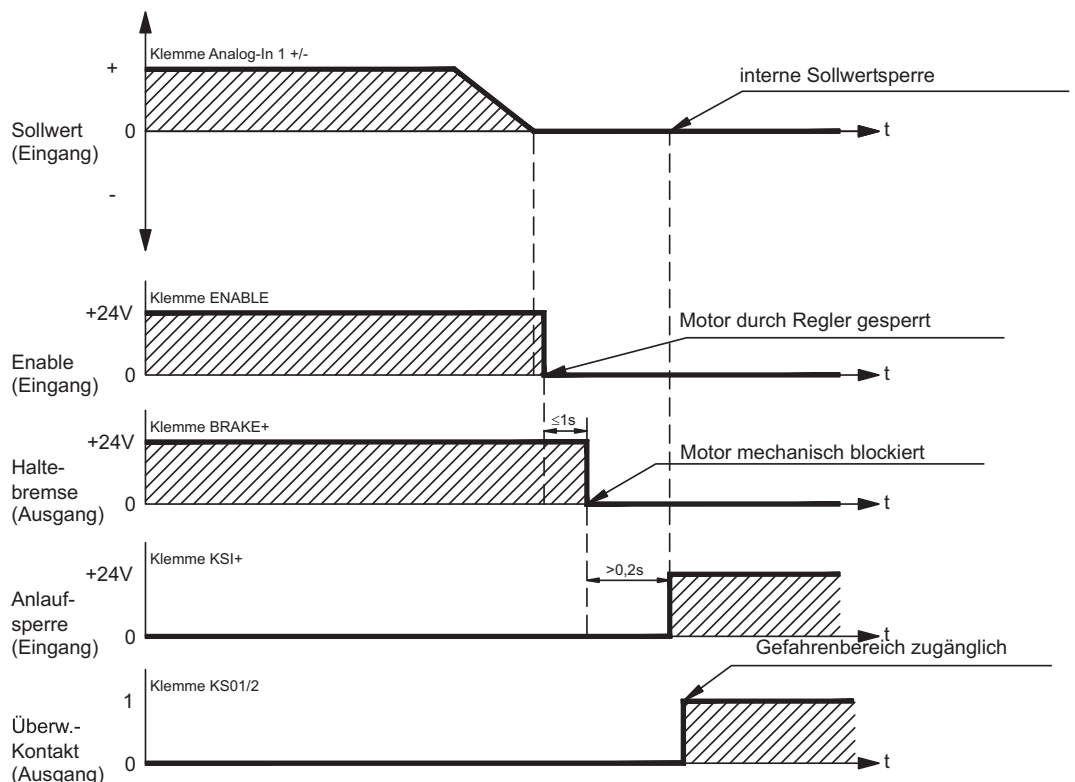 Klemme Analog-In 1 +/-
+
interne Sollwertsperre
Sollwert
(Eingang)
0
t
-
Klemme ENABLE
+24V
Motor durch Regler gesperrt
Enable
(Eingang)
0
t
Klemme BRAKE+
+24V
≤1s
Motor mechanisch blockiert
Halte-
bremse
(Ausgang)
0
t
Klemme KSI+
+24V
>0,2s
Anlauf-
sperre
(Eingang)
0
t
Gefahrenbereich zugänglich
Klemme KS01/2
1
Überw.-
Kontakt
(Ausgang)
0
t